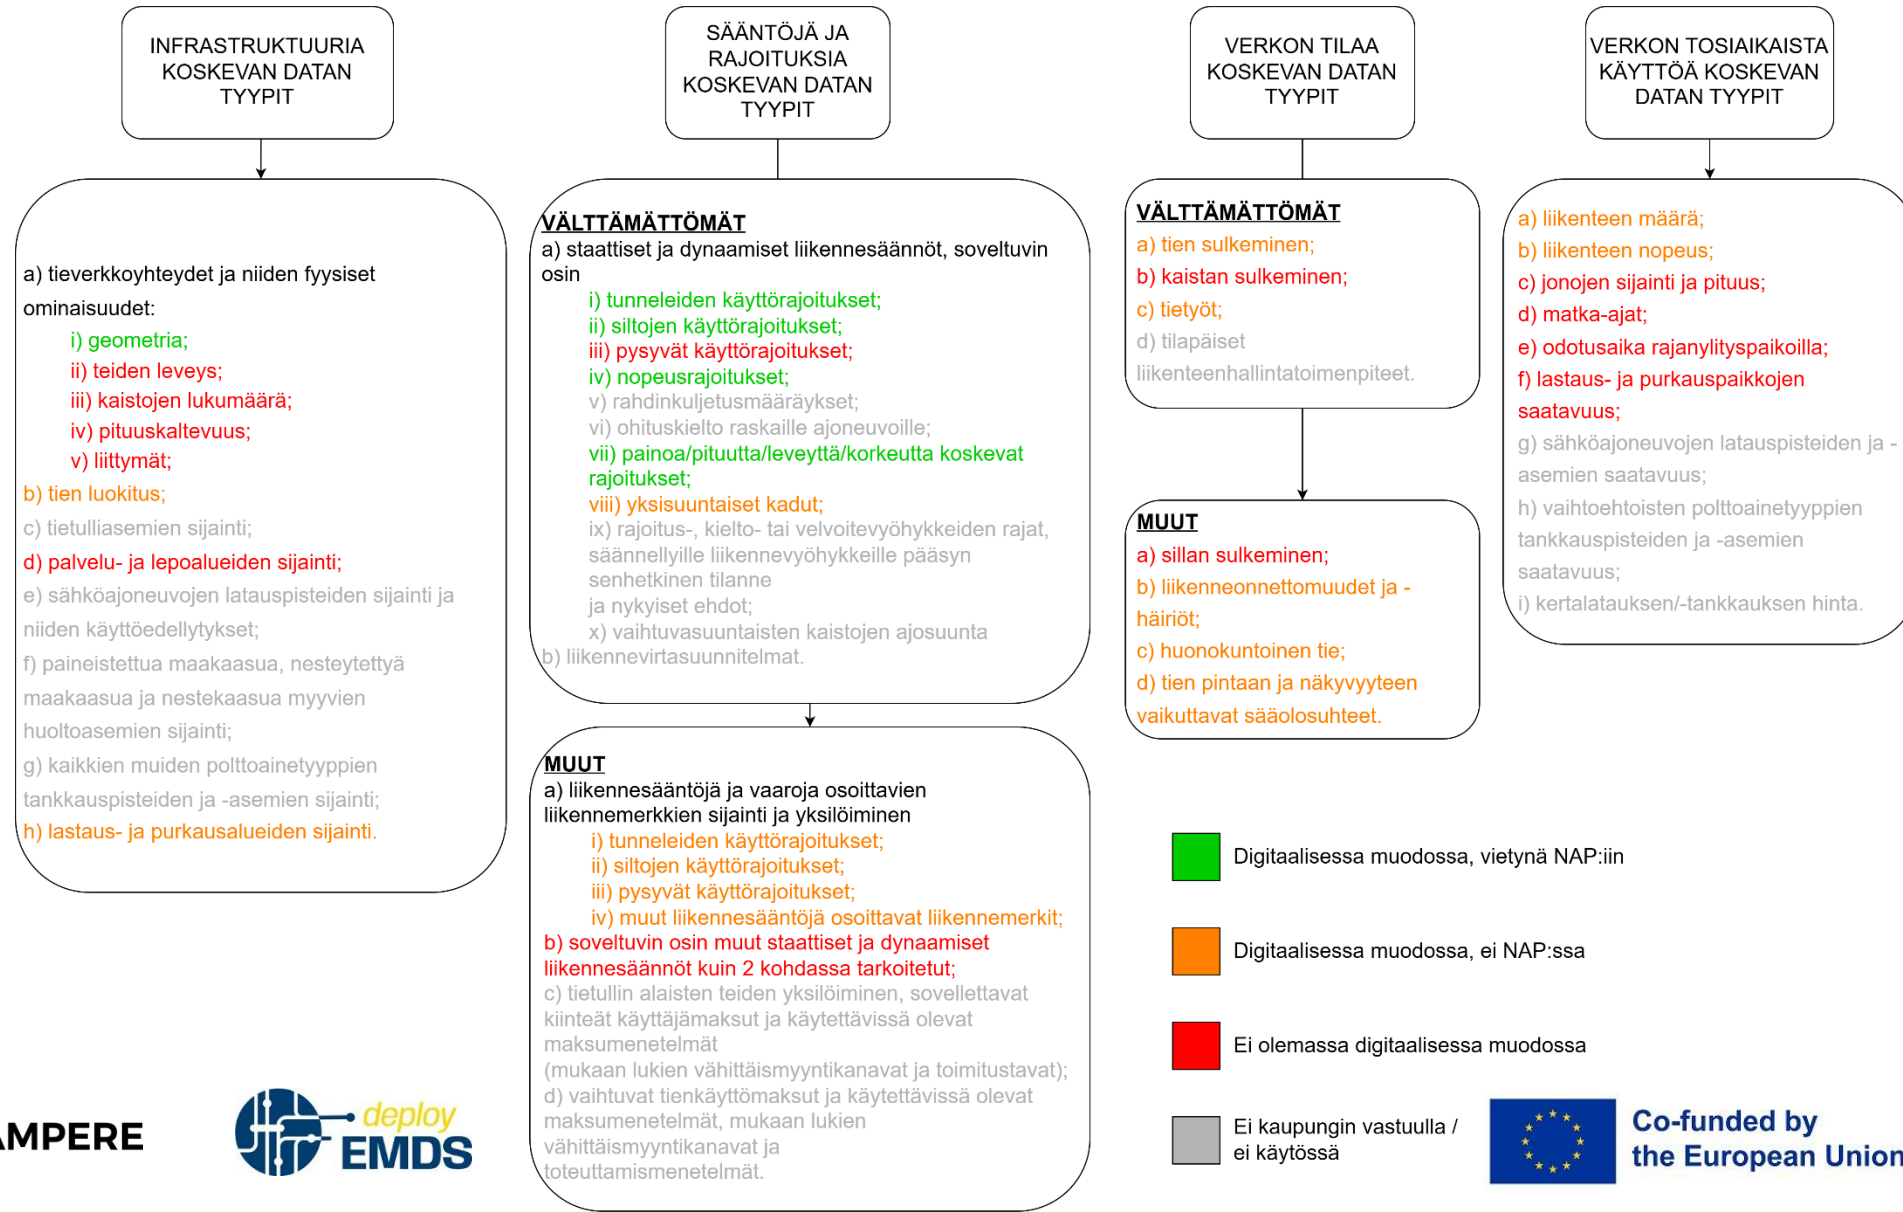 INFRASTRUKTUURIA
KOSKEVAN DATAN
TYYPIT
a) tieverkkoyhteydet ja niiden fyysiset
ominaisuudet:
i) geometria;
ii) teiden leveys;
iii) kaistojen lukumäärä;
iv) pituuskaltevuus;
v) liittymät;
b) tien luokitus;
c) tietulliasemien sijainti;
d) palvelu- ja lepoalueiden sijainti;
e) sähköajoneuvojen latauspisteiden sijainti ja
niiden käyttöedellytykset;
f) paineistettua maakaasua, nesteytettyä
maakaasua ja nestekaasua myyvien
huoltoasemien sijainti;
g) kaikkien muiden polttoainetyyppien
tankkauspisteiden ja -asemien sijainti;
h) lastaus- ja purkausalueiden sijainti.
SÄÄNTÖJÄ JA
RAJOITUKSIA
KOSKEVAN DATAN
TYYPIT
VÄLTTÄMÄTTÖMÄT
a) staattiset ja dynaamiset liikennesäännöt, soveltuvin
osin
i) tunneleiden käyttörajoitukset;
ii) siltojen käyttörajoitukset;
iii) pysyvät käyttörajoitukset;
iv) nopeusrajoitukset;
v) rahdinkuljetusmääräykset;
vi) ohituskielto raskaille ajoneuvoille;
vii) painoa/pituutta/leveyttä/korkeutta koskevat
rajoitukset;
viii) yksisuuntaiset kadut;
ix) rajoitus-, kielto- tai velvoitevyöhykkeiden rajat,
säännellyille liikennevyöhykkeille pääsyn
senhetkinen tilanne
ja nykyiset ehdot;
x) vaihtuvasuuntaisten kaistojen ajosuunta
b) liikennevirtasuunnitelmat.
MUUT
a) liikennesääntöjä ja vaaroja osoittavien
liikennemerkkien sijainti ja yksilöiminen
i) tunneleiden käyttörajoitukset;
ii) siltojen käyttörajoitukset;
iii) pysyvät käyttörajoitukset;
iv) muut liikennesääntöjä osoittavat liikennemerkit;
b) soveltuvin osin muut staattiset ja dynaamiset
liikennesäännöt kuin 2 kohdassa tarkoitetut;
c) tietullin alaisten teiden yksilöiminen, sovellettavat
kiinteät käyttäjämaksut ja käytettävissä olevat
maksumenetelmät
(mukaan lukien vähittäismyyntikanavat ja toimitustavat);
d) vaihtuvat tienkäyttömaksut ja käytettävissä olevat
maksumenetelmät, mukaan lukien
vähittäismyyntikanavat ja
toteuttamismenetelmät.
VERKON TILAA
KOSKEVAN DATAN
TYYPIT
VÄLTTÄMÄTTÖMÄT
a) tien sulkeminen;
b) kaistan sulkeminen;
c) tietyöt;
d) tilapäiset
liikenteenhallintatoimenpiteet.
MUUT
a) sillan sulkeminen;
b) liikenneonnettomuudet ja -
häiriöt;
c) huonokuntoinen tie;
d) tien pintaan ja näkyvyyteen
vaikuttavat sääolosuhteet.
VERKON TOSIAIKAISTA
KÄYTTÖÄ KOSKEVAN
DATAN TYYPIT
a) liikenteen määrä;
b) liikenteen nopeus;
c) jonojen sijainti ja pituus;
d) matka-ajat;
e) odotusaika rajanylityspaikoilla;
f) lastaus- ja purkauspaikkojen
saatavuus;
g) sähköajoneuvojen latauspisteiden ja -
asemien saatavuus;
h) vaihtoehtoisten polttoainetyyppien
tankkauspisteiden ja -asemien
saatavuus;
i) kertalatauksen/-tankkauksen hinta.
Digitaalisessa muodossa, vietynä NAP:iin
Digitaalisessa muodossa, ei NAP:ssa
Ei olemassa digitaalisessa muodossa
Ei kaupungin vastuulla /
ei käytössä
AMPERE
deploy
EMDS
Co-funded by
the European Union